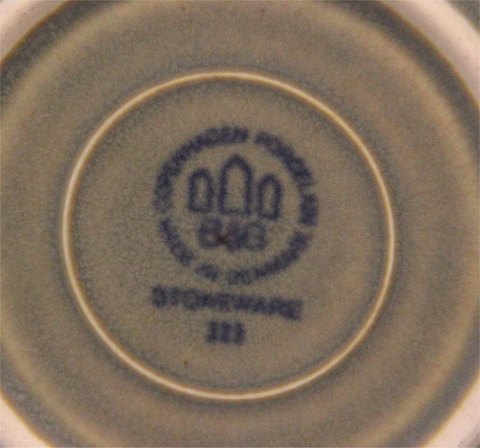 COPENHAGEN PORCELAIN MADE IN DENMARK
B&G
STONEWARE
323